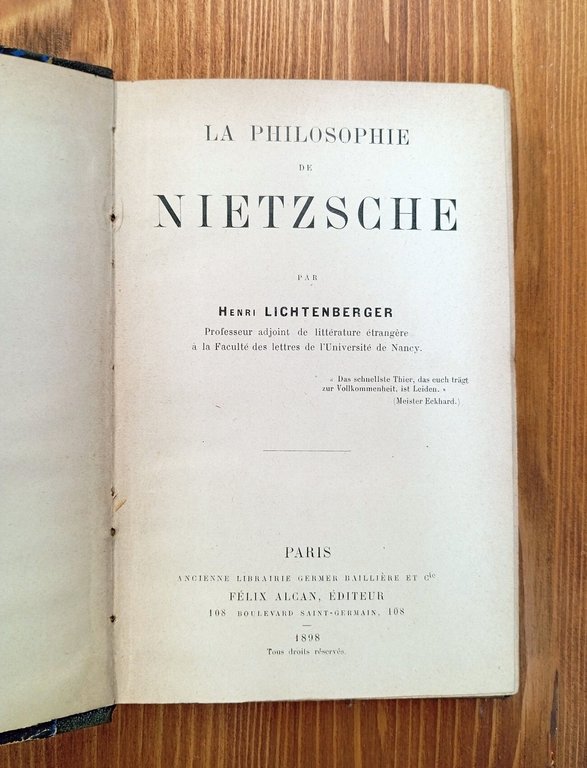 LA PHILOSOPHIE
DE
NIETZSCHE
PAR
HENRI LICHTENBERGER
Professeur adjoint de littérature étrangère
à la Faculté des lettres de l'Université de Nancy.
« Das schnellste Thier, das euch trägt
zur Vollkommenheit, ist Leiden. »
(Meister Eckhard.)
PARIS
ANCIENNE LIBRAIRIE GERMER BAILLIÈRE ET Cie
FÉLIX ALCAN, ÉDITEUR
108 BOULEVARD SAINT-GERMAIN, 108
1898
Tous droits réservés.